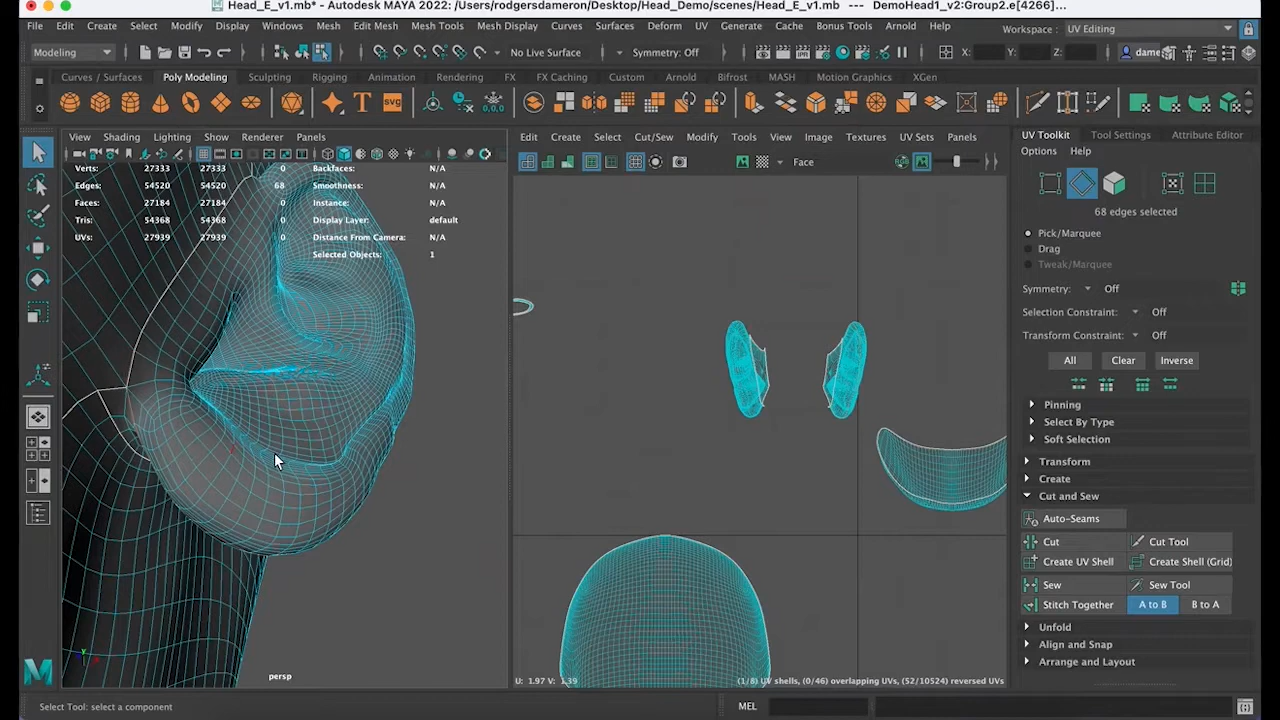 Head_E_v1.mb* - Autodesk MAYA 2022: /Users/rodgersdameron/Desktop/Head_Demo/scenes/Head_E_v1.mb --- DemoHead1_v2:Group2.e[4266]...
File Edit Create Select Modify Display Windows Mesh Edit Mesh Mesh Tools Mesh Display Curves Surfaces Deform UV Generate Cache Bonus Tools Arnold Help Workspace : UV Editing
Modeling No Live Surface Symmetry: Off X: Y: Z: dame
Curves / Surfaces Poly Modeling Sculpting Rigging Animation Rendering FX FX Caching Custom Arnold Bifrost MASH Motion Graphics XGen
T SVG 0,0,0
View Shading Lighting Show Renderer Panels Edit Create Select Cut/Sew Modify Tools View Image Textures UV Sets Panels UV Toolkit Tool Settings Attribute Editor
Options Help
Face
Verts: 27333 27333 0 Backfaces: N/A
Edges: 54520 54520 68 Smoothness: N/A
Faces: 27184 27184 0 Instance: N/A
Tris: 54368 54368 0 Display Layer: default
UVs: 27939 27939 0 Distance From Camera: N/A
Selected Objects: 1
68 edges selected
Pick/Marquee
Drag
Tweak/Marquee
Symmetry: Off
Selection Constraint: Off
Transform Constraint: Off
All Clear Inverse
Pinning
Select By Type
Soft Selection
Transform
Create
Cut and Sew
Auto-Seams
Cut Cut Tool
Create UV Shell Create Shell (Grid)
Sew Sew Tool
Stitch Together A to B B to A
Unfold
Align and Snap
Arrange and Layout
persp
U: 1.97 V: 1.39 (1/8) UV shells, (0/46) overlapping UVs, (52/10524) reversed UVs
Select Tool: select a component MEL